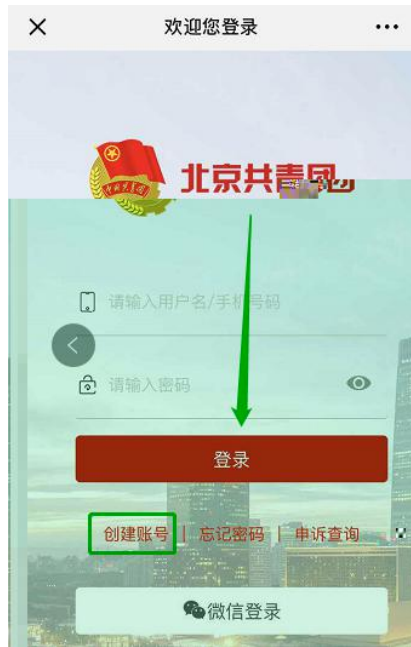 欢迎您登录
北京共青团
请输入用户名/手机号码
请输入密码
登录
创建账号 | 忘记密码 | 申诉查询
微信登录